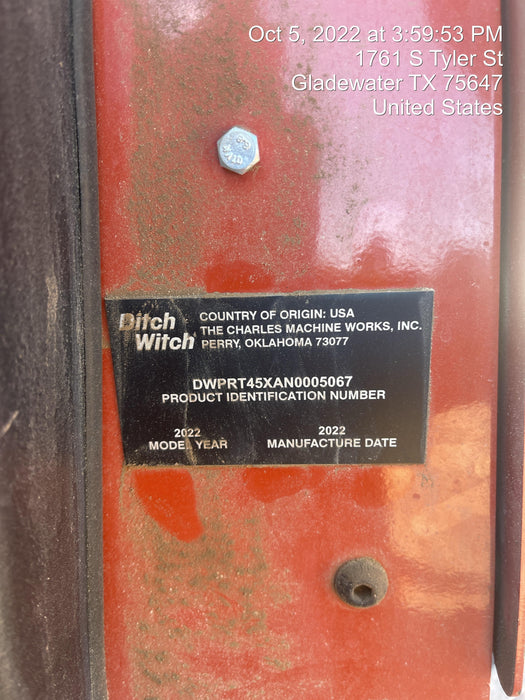 Oct 5, 2022 at 3:59:53 PM
1761 S Tyler St
Gladewater TX 75647
United States
Ditch Witch
COUNTRY OF ORIGIN: USA
THE CHARLES MACHINE WORKS, INC.
PERRY, OKLAHOMA 73077
DWPRT45XAN0005067
PRODUCT IDENTIFICATION NUMBER
2022
MODEL YEAR
2022
MANUFACTURE DATE